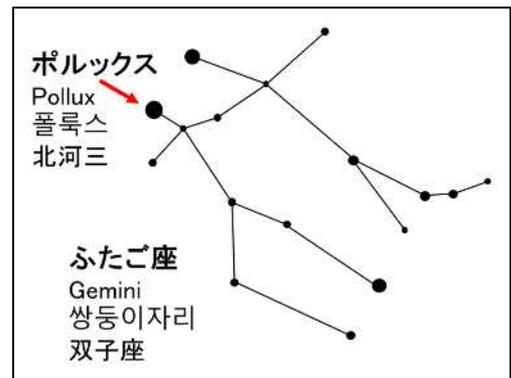 ポルックス
Pollux
폴룩스
北河三
ふたご座
Gemini
쌍둥이자리
双子座